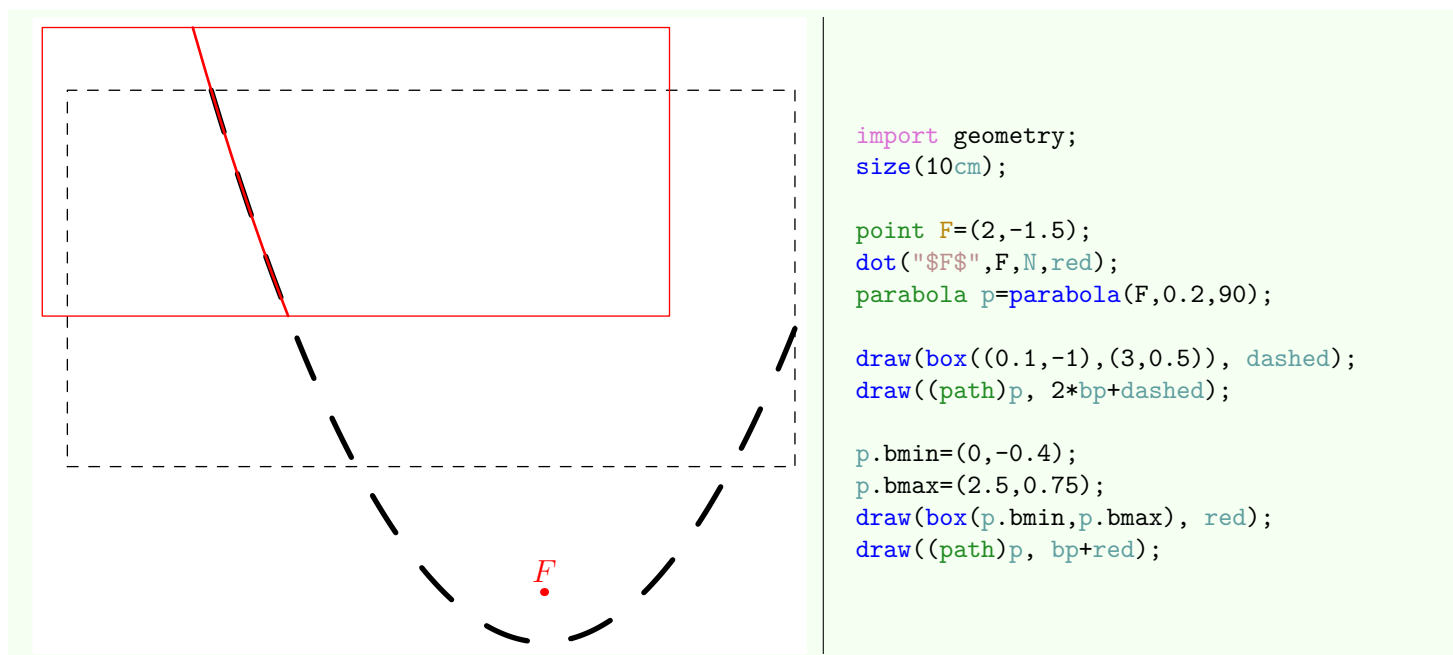 F
import geometry;
size(10cm);
point F=(2,-1.5);
dot("$F$",F,N,red);
parabola p=parabola(F,0.2,90);
draw(box((0.1,-1),(3,0.5)), dashed);
draw((path)p, 2*bp+dashed);
p.bmin=(0,-0.4);
p.bmax=(2.5,0.75);
draw(box(p.bmin,p.bmax), red);
draw((path)p, bp+red);